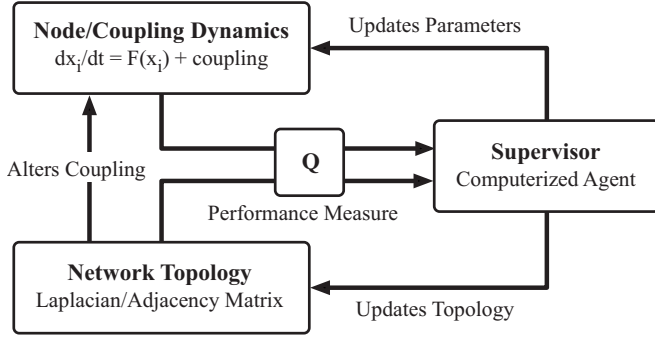 Node/Coupling Dynamics
dxi/dt = F(xi) + coupling
Updates Parameters
Alters Coupling
Q
Performance Measure
Supervisor
Computerized Agent
Network Topology
Laplacian/Adjacency Matrix
Updates Topology